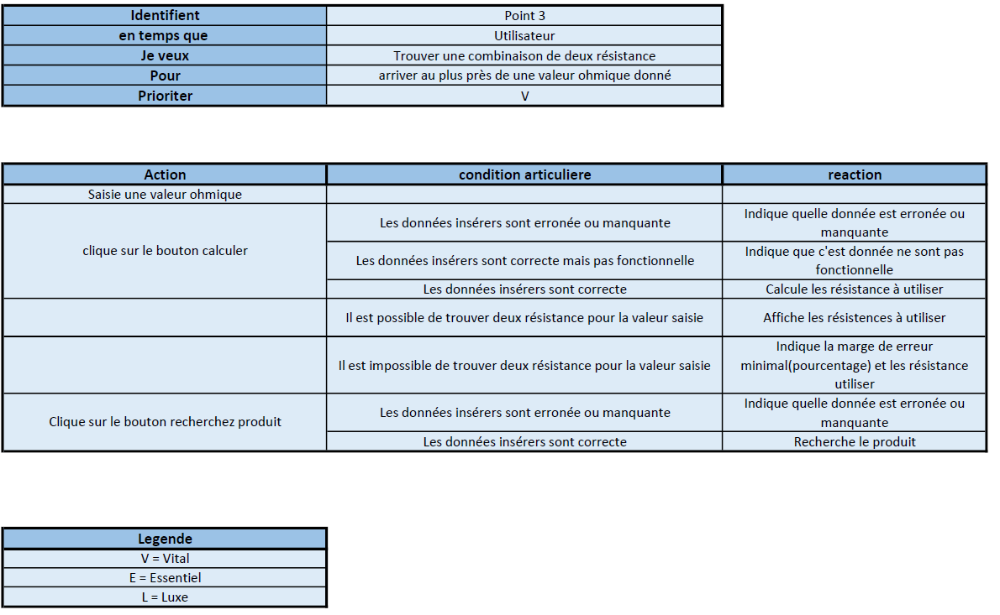 Identifient Point 3
en temps que Utilisateur
Je veux Trouver une combinaison de deux résistance
Pour arriver au plus près de une valeur ohmique donné
Prioriter V
Action condition articuliere reaction
Saisie une valeur ohmique
clique sur le bouton calculer
Les données insérers sont erronée ou manquante
Indique quelle donnée est erronée ou
manquante
Les données insérers sont correcte mais pas fonctionnelle
Indique que c'est donnée ne sont pas
fonctionnelle
Les données insérers sont correcte
Calcule les résistance à utiliser
Il est possible de trouver deux résistance pour la valeur saisie
Affiche les résistences à utiliser
Il est impossible de trouver deux résistance pour la valeur saisie
Indique la marge de erreur
minimal(pourcentage) et les résistance
utiliser
Clique sur le bouton recherchez produit
Les données insérers sont erronée ou manquante
Indique quelle donnée est erronée ou
manquante
Les données insérers sont correcte
Recherche le produit
Legende
V = Vital
E = Essentiel
L = Luxe